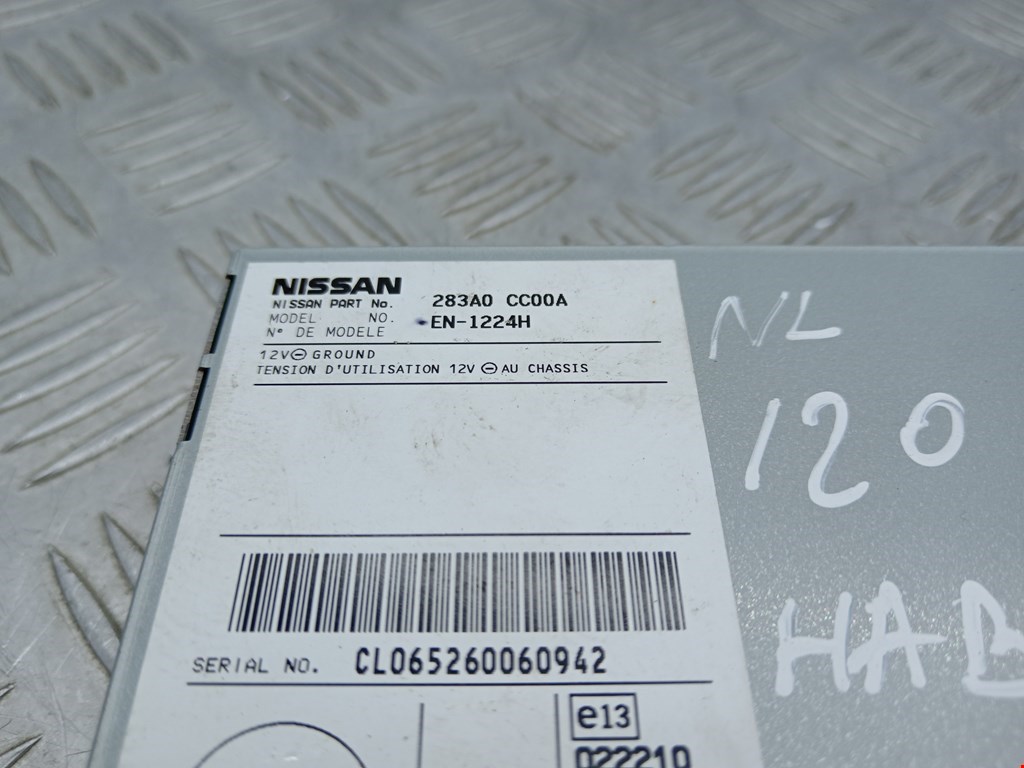 NISSAN
NISSAN PART No. 283A0 CC00A
MODEL NO. EN-1224H
N° DE MODELE
12V⊖ GROUND
TENSION D'UTILISATION 12V ⊖ AU CHASSIS
SERIAL NO. CL065260060942
e13
022210
NL
120
НАВ